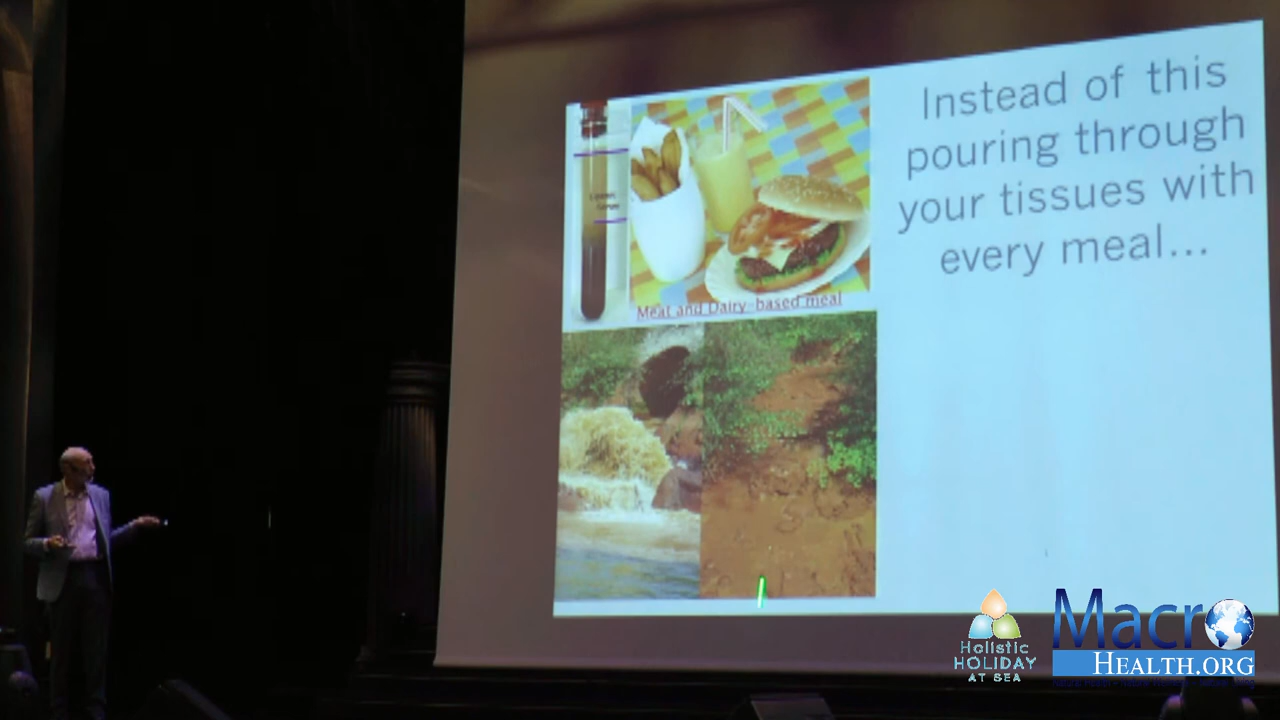 Instead of this
pouring through
your tissues with
every meal...
Meat and Dairy-based meal
Holistic
HOLIDAY
AT SEA
Macro
HEALTH.ORG